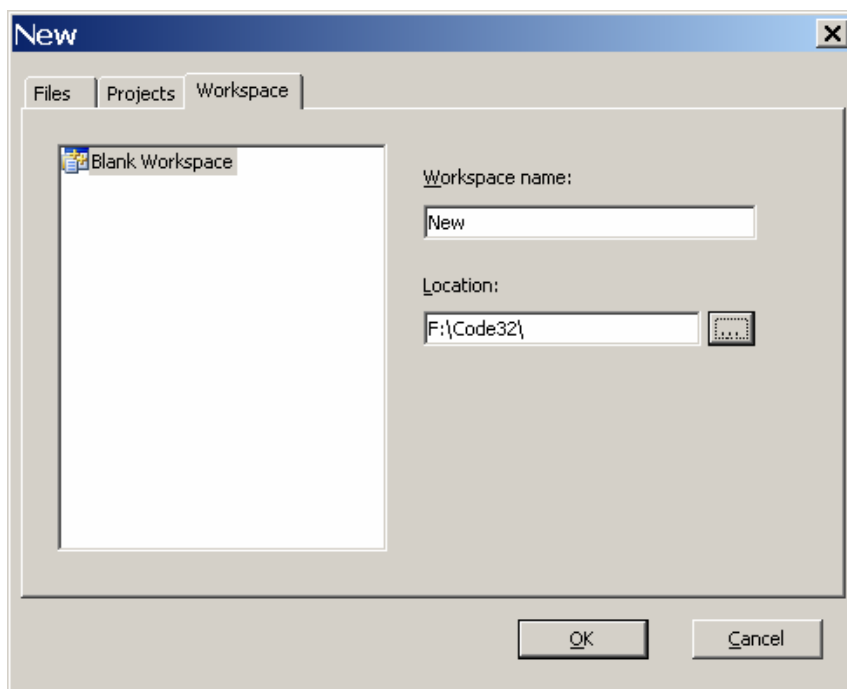 New
Files Projects Workspace
Blank Workspace
Workspace name:
New
Location:
F:\Code32\
...
OK Cancel